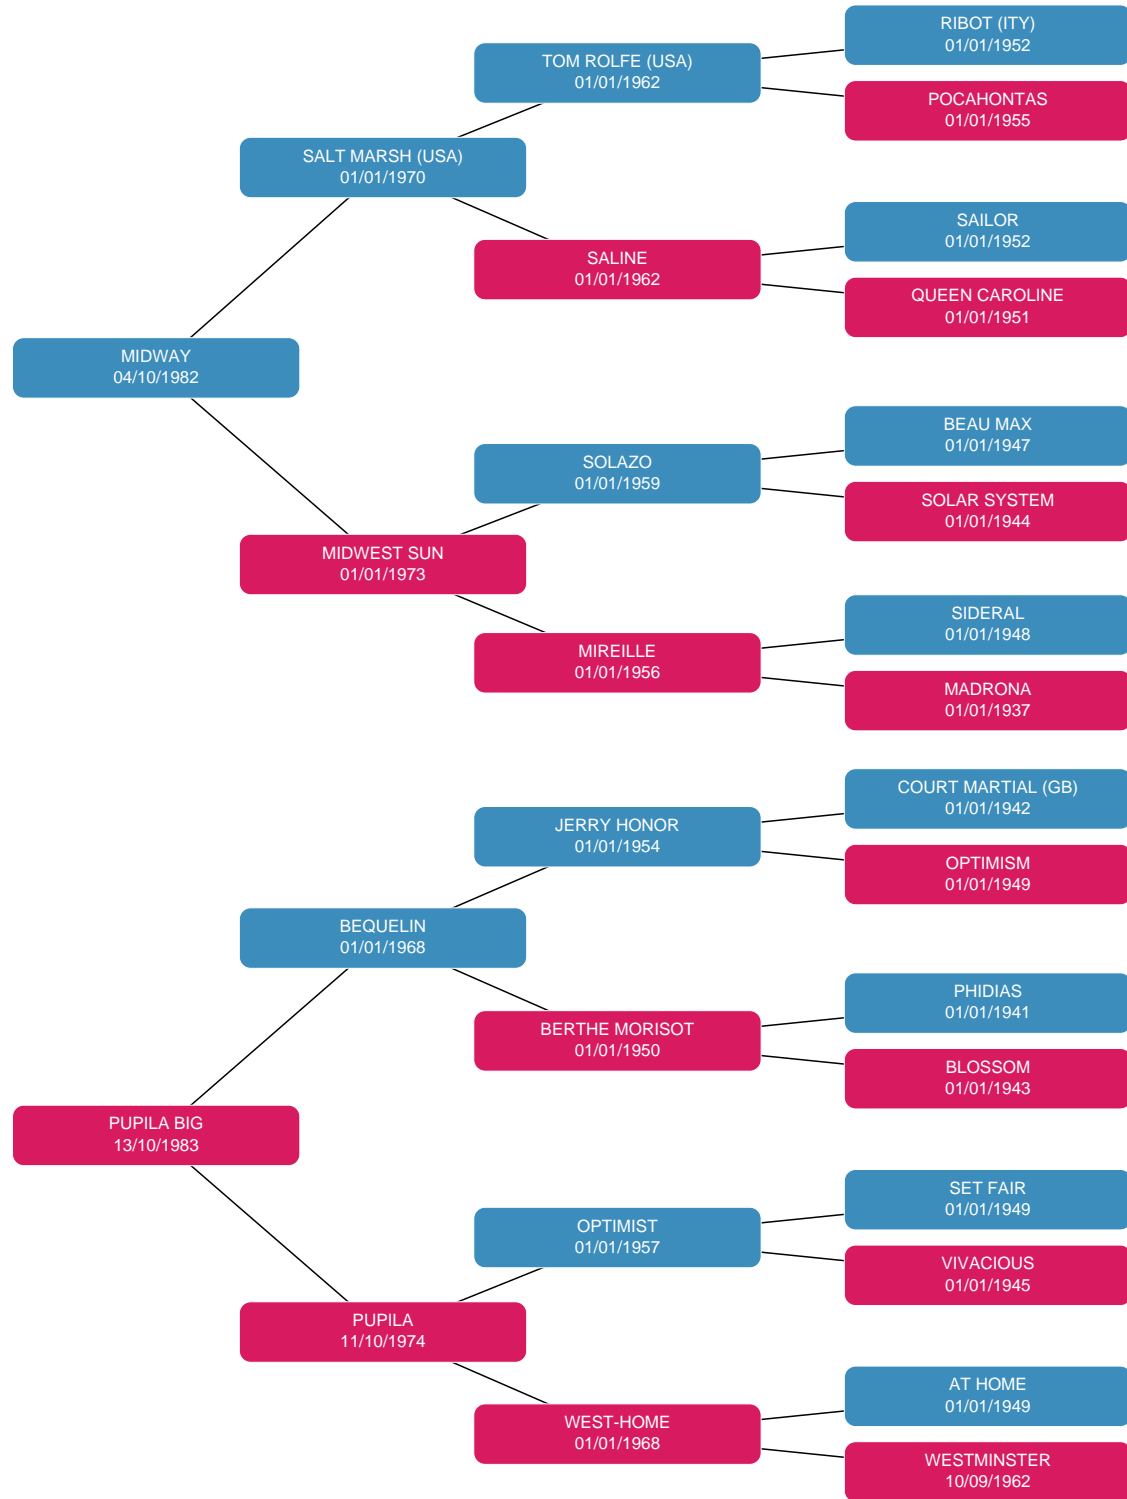 RIBOT (ITY)
01/01/1952
TOM ROLFE (USA)
01/01/1962
POCAHONTAS
01/01/1955
SALT MARSH (USA)
01/01/1970
SAILOR
01/01/1952
SALINE
01/01/1962
QUEEN CAROLINE
01/01/1951
MIDWAY
04/10/1982
BEAU MAX
01/01/1947
SOLAZO
01/01/1959
SOLAR SYSTEM
01/01/1944
MIDWEST SUN
01/01/1973
SIDERAL
01/01/1948
MIREILLE
01/01/1956
MADRONA
01/01/1937
COURT MARTIAL (GB)
01/01/1942
JERRY HONOR
01/01/1954
OPTIMISM
01/01/1949
BEQUELIN
01/01/1968
PHIDIAS
01/01/1941
BERTHE MORISOT
01/01/1950
BLOSSOM
01/01/1943
PUPILA BIG
13/10/1983
SET FAIR
01/01/1949
OPTIMIST
01/01/1957
VIVACIOUS
01/01/1945
PUPILA
11/10/1974
AT HOME
01/01/1949
WEST-HOME
01/01/1968
WESTMINSTER
10/09/1962